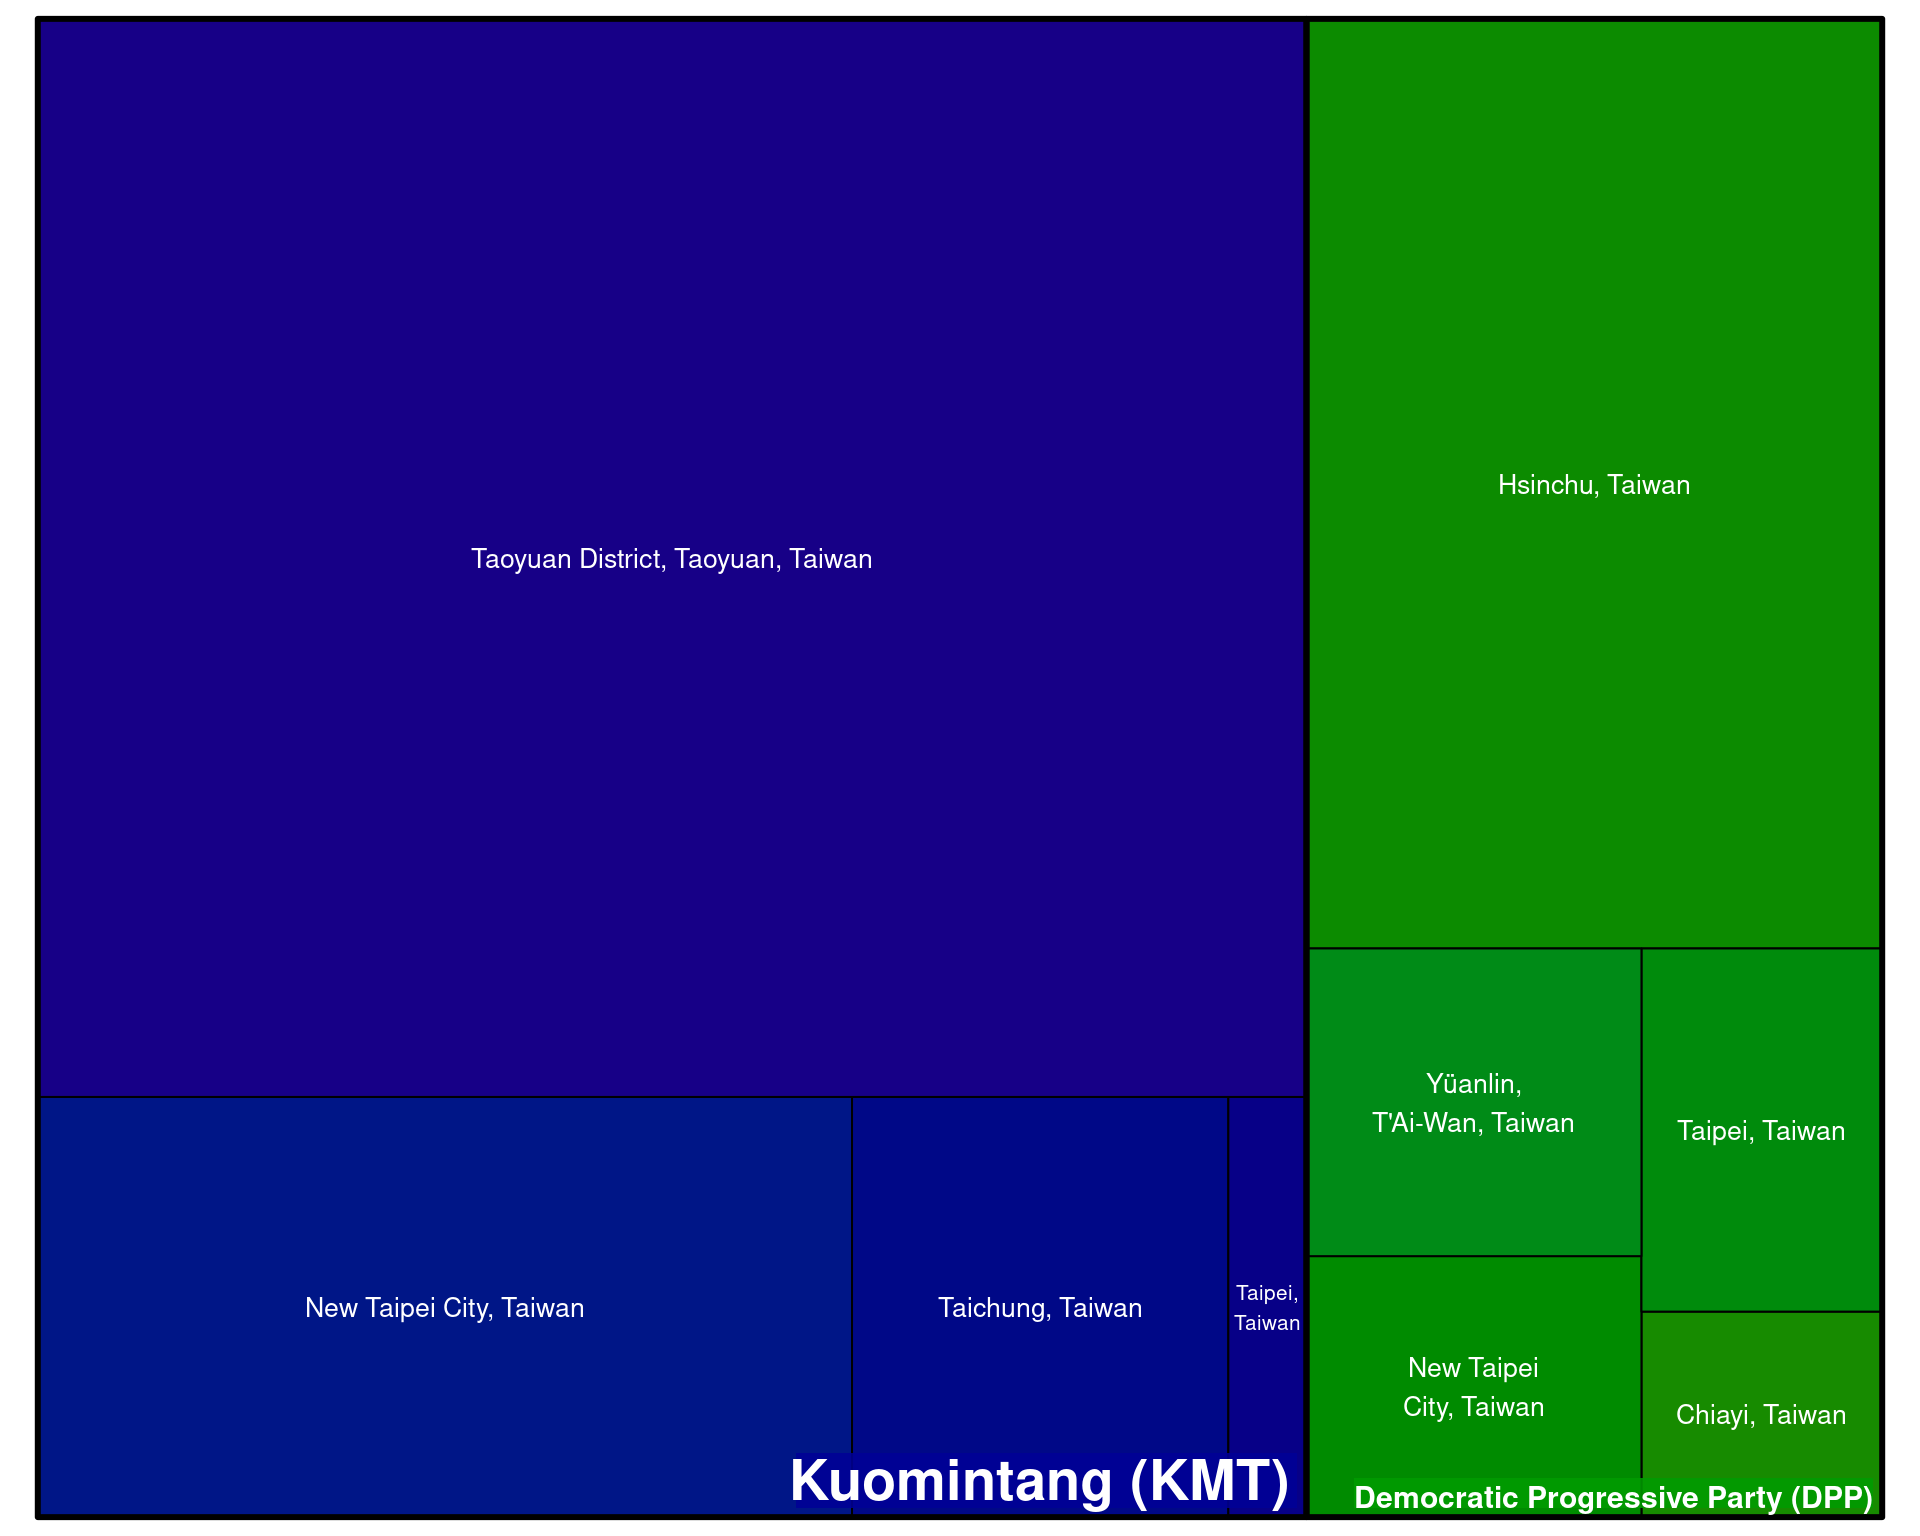 Taoyuan District, Taoyuan, Taiwan
New Taipei City, Taiwan
Taichung, Taiwan
Taipei,
Taiwan
Kuomintang (KMT)
Hsinchu, Taiwan
Yüanlin,
T'Ai-Wan, Taiwan
Taipei, Taiwan
New Taipei
City, Taiwan
Chiayi, Taiwan
Democratic Progressive Party (DPP)